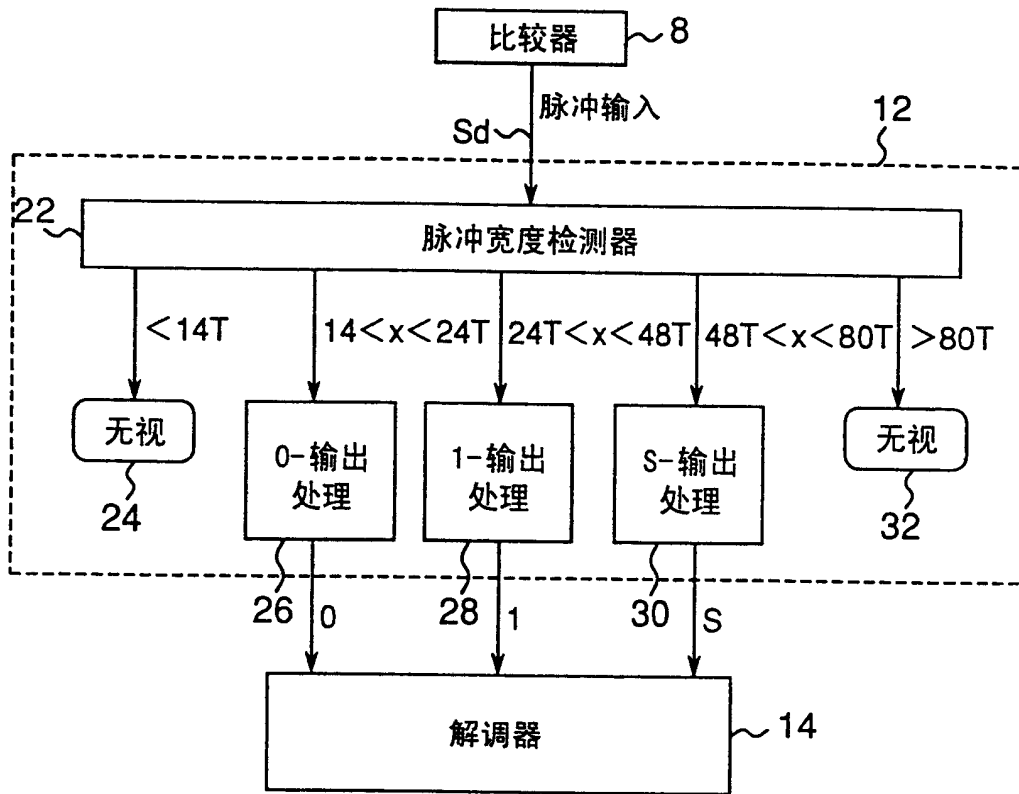 比较器
8
脉冲输入
Sd
12
22
脉冲宽度检测器
<14T
14<x<24T
24T<x<48T
48T<x<80T
>80T
无视
0-输出
处理
1-输出
处理
S-输出
处理
无视
24
26
28
30
32
0
1
S
解调器
14